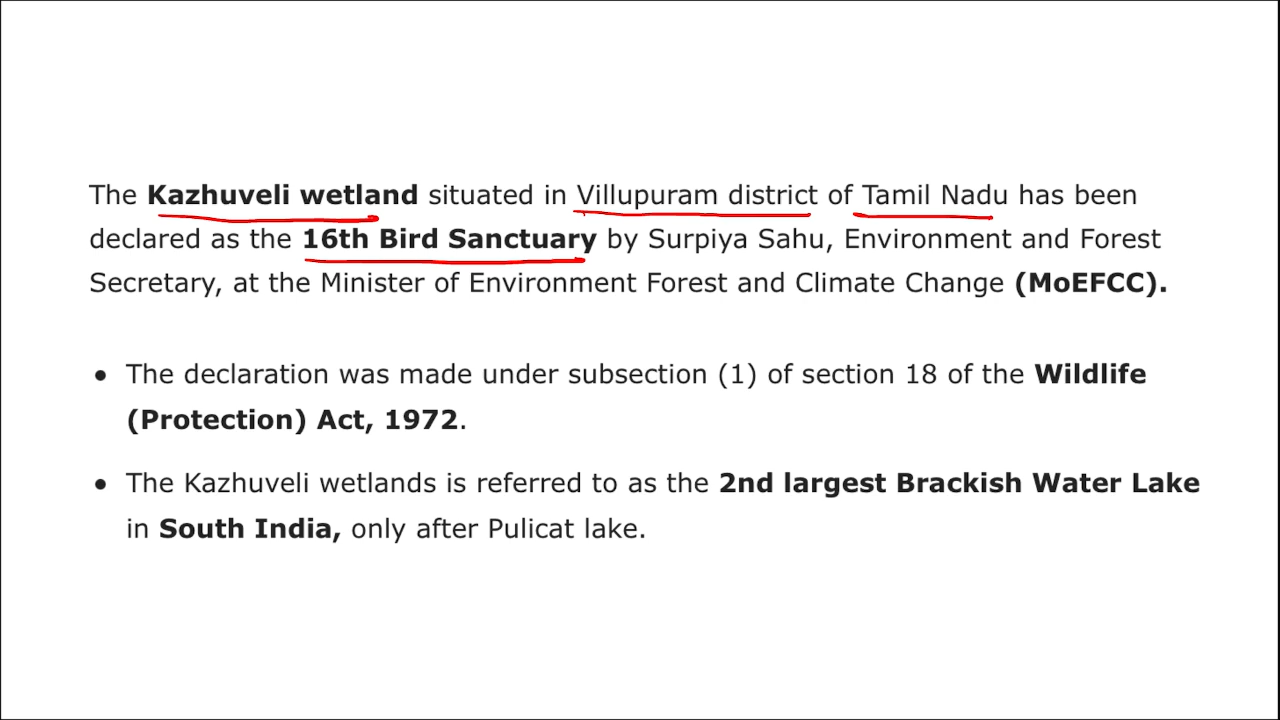 The Kazhuveli wetland situated in Villupuram district of Tamil Nadu has been
declared as the 16th Bird Sanctuary by Surpiya Sahu, Environment and Forest
Secretary, at the Minister of Environment Forest and Climate Change (MoEFCC).
● The declaration was made under subsection (1) of section 18 of the Wildlife
(Protection) Act, 1972.
● The Kazhuveli wetlands is referred to as the 2nd largest Brackish Water Lake
in South India, only after Pulicat lake.